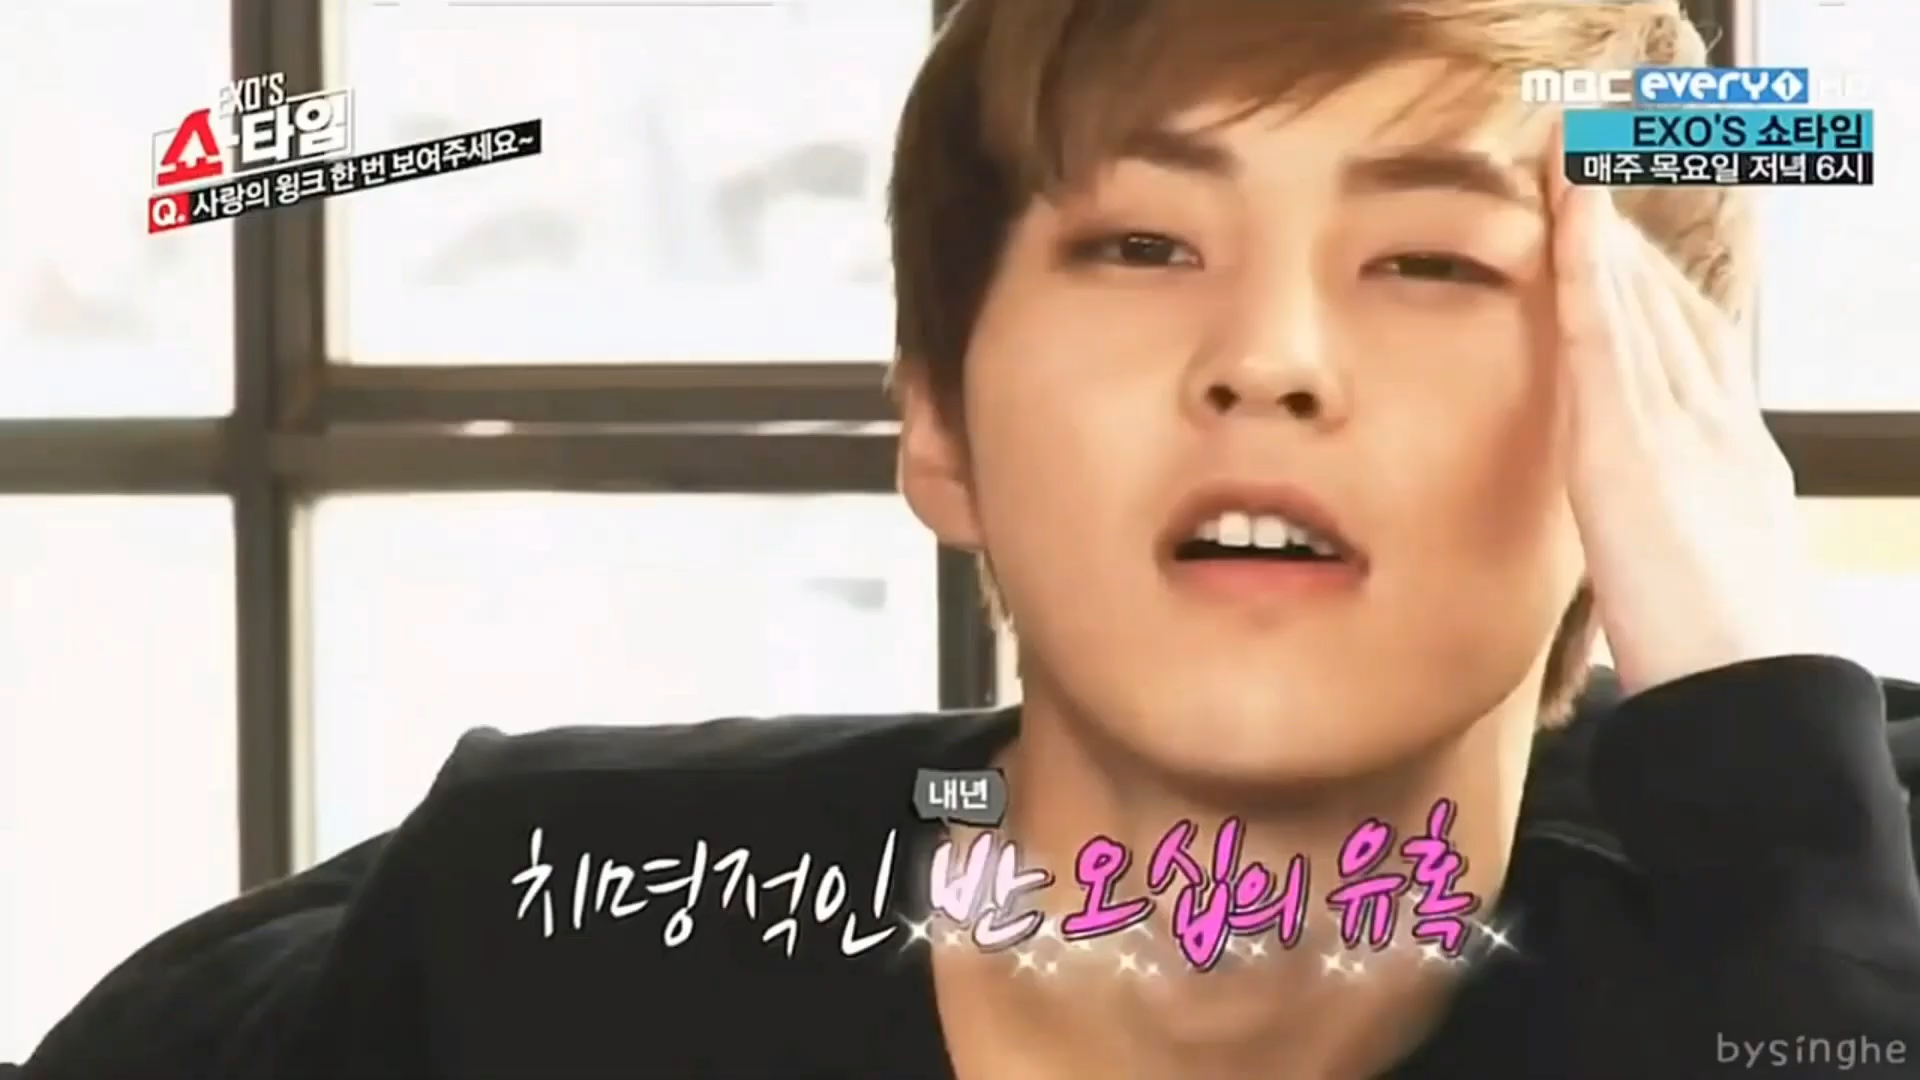 EXO'S
쇼타임
Q. 사랑의 윙크 한 번 보여주세요~
MBC every1 HD
EXO'S 쇼타임
매주 목요일 저녁 6시
내년
치명적인 반 오십의 유혹
bysinghe